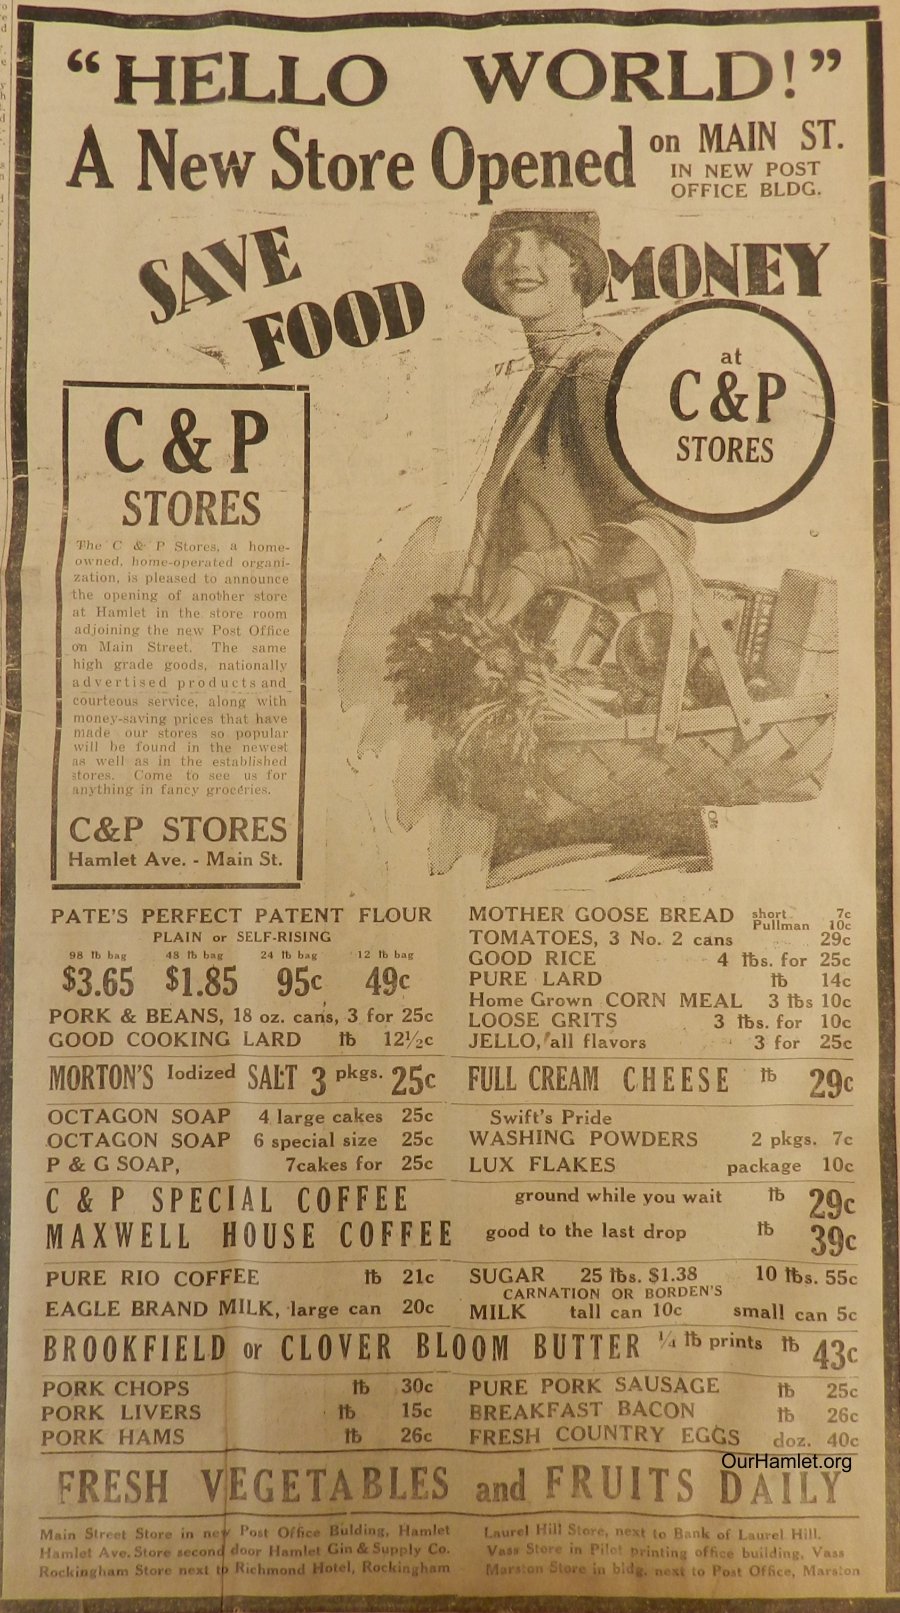 "HELLO WORLD!"
A New Store Opened on MAIN ST.
IN NEW POST
OFFICE BLDG.
SAVE MONEY
FOOD
at
C & P
STORES
C & P
STORES
The C & P Stores, a home-
owned, home-operated organi-
zation, is pleased to announce
the opening of another store
at Hamlet in the store room
adjoining the new Post Office
on Main Street. The same
high grade goods, nationally
advertised products and
courteous service, along with
money-saving prices that have
made our stores so popular
will be found in the newest
as well as in the established
stores. Come to see us for
anything in fancy groceries.
C&P STORES
Hamlet Ave. - Main St.
PATE'S PERFECT PATENT FLOUR
PLAIN or SELF-RISING
98 lb bag 48 lb bag 24 lb bag 12 lb bag
$3.65 $1.85 95c 49c
PORK & BEANS, 18 oz. cans, 3 for 25c
GOOD COOKING LARD lb 12½c
MOTHER GOOSE BREAD short 7c
Pullman 10c
TOMATOES, 3 No. 2 cans 29c
GOOD RICE 4 lbs. for 25c
PURE LARD lb 14c
Home Grown CORN MEAL 3 lbs 10c
LOOSE GRITS 3 lbs. for 10c
JELLO, all flavors 3 for 25c
MORTON'S Iodized SALT 3 pkgs. 25c
FULL CREAM CHEESE lb 29c
OCTAGON SOAP 4 large cakes 25c
OCTAGON SOAP 6 special size 25c
P & G SOAP, 7cakes for 25c
Swift's Pride
WASHING POWDERS 2 pkgs. 7c
LUX FLAKES package 10c
C & P SPECIAL COFFEE ground while you wait lb 29c
MAXWELL HOUSE COFFEE good to the last drop lb 39c
PURE RIO COFFEE lb 21c
EAGLE BRAND MILK, large can 20c
SUGAR 25 lbs. $1.38 10 lbs. 55c
CARNATION OR BORDEN'S
MILK tall can 10c small can 5c
BROOKFIELD or CLOVER BLOOM BUTTER ¼ lb prints lb 43c
PORK CHOPS lb 30c
PORK LIVERS lb 15c
PORK HAMS lb 26c
PURE PORK SAUSAGE lb 25c
BREAKFAST BACON lb 26c
FRESH COUNTRY EGGS doz. 40c
OurHamlet.org
FRESH VEGETABLES and FRUITS DAILY
Main Street Store in new Post Office Bulding, Hamlet
Hamlet Ave. Store second door Hamlet Gin & Supply Co.
Rockingham Store next to Richmond Hotel, Rockingham
Laurel Hill Store, next to Bank of Laurel Hill.
Vass Store in Pilot printing office building, Vass
Marston Store in bldg. next to Post Office, Marston